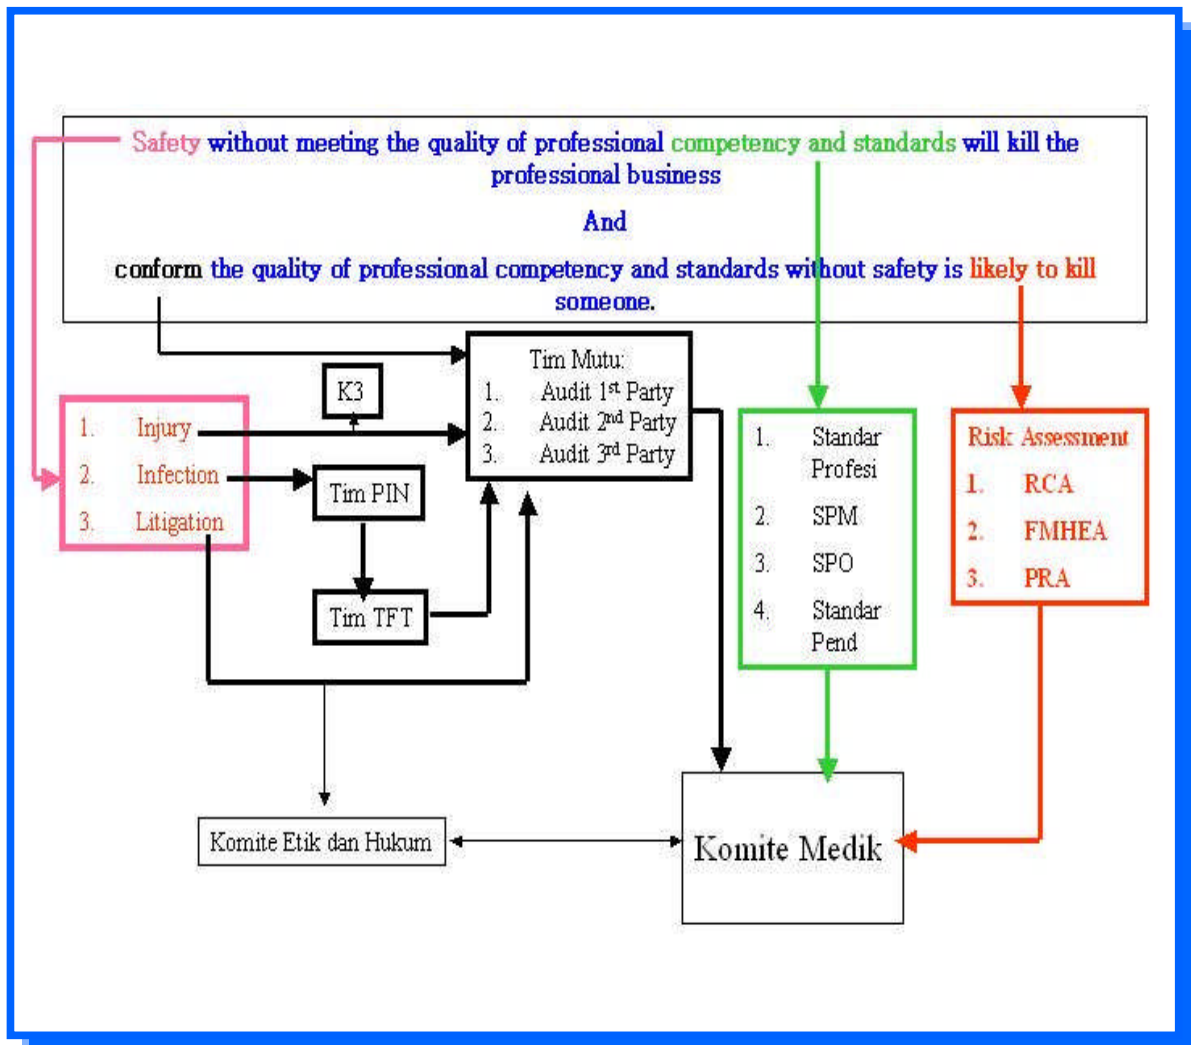 Safety without meeting the quality of professional competency and standards will kill the
professional business
And
conform the quality of professional competency and standards without safety is likely to kill
someone.
Tim Mutu:
1. Audit 1st Party
2. Audit 2nd Party
3. Audit 3rd Party
K3
1. Injury
2. Infection
3. Litigation
Tim PIN
Tim TFT
1. Standar
Profesi
2. SPM
3. SPO
4. Standar
Pend
Risk Assessment
1. RCA
2. FMHEA
3. PRA
Komite Etik dan Hukum
Komite Medik